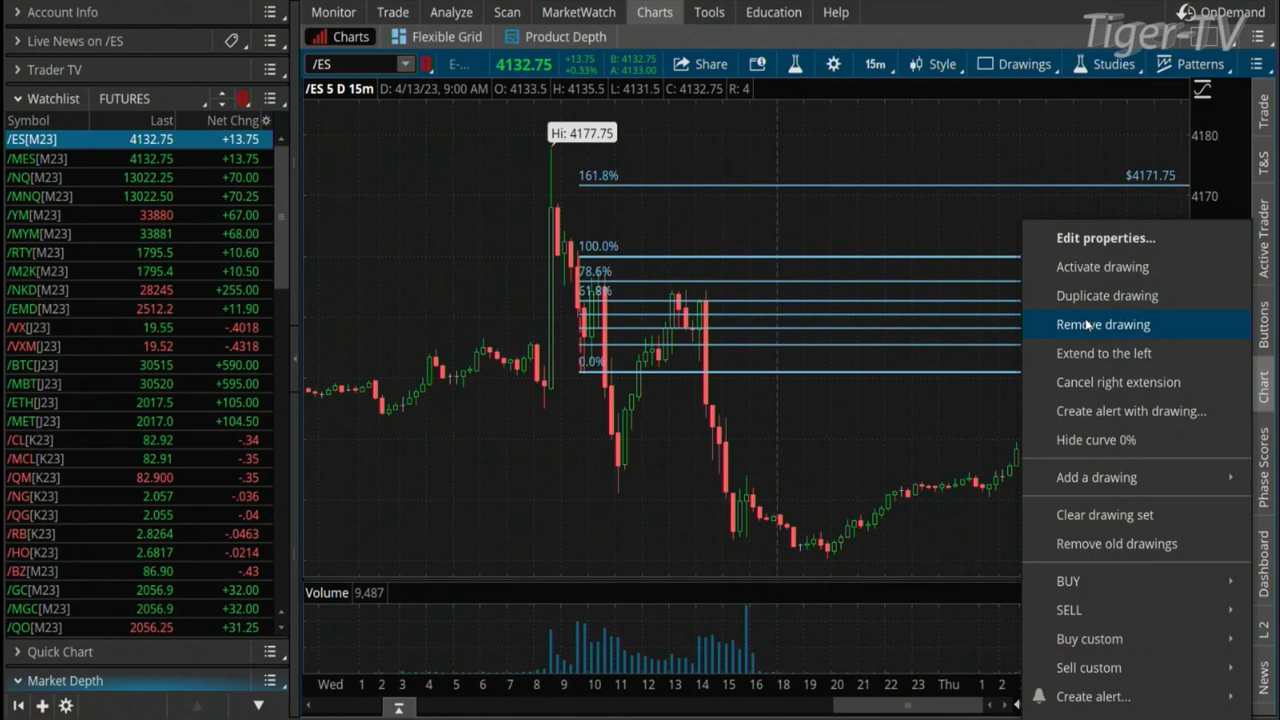 Account Info
Monitor Trade Analyze Scan MarketWatch Charts Tools Education Help
OnDemand
Tiger-TV
Live News on /ES
Charts Flexible Grid Product Depth
Trader TV
/ES
E-...
4132.75
+13.75
+0.33%
B: 4132.75
A: 4133.00
Share
15m
Style
Drawings
Studies
Patterns
Watchlist FUTURES
/ES 5 D 15m D: 4/13/23, 9:00 AM O: 4133.5 H: 4135.5 L: 4131.5 C: 4132.75 R: 4
Symbol Last Net Chng
/ES[M23] 4132.75 +13.75
/MES[M23] 4132.75 +13.75
/NQ[M23] 13022.25 +70.00
/MNQ[M23] 13022.50 +70.25
/YM[M23] 33880 +67.00
/MYM[M23] 33881 +68.00
/RTY[M23] 1795.5 +10.60
/M2K[M23] 1795.4 +10.50
/NKD[M23] 28245 +255.00
/EMD[M23] 2512.2 +11.90
/VX[J23] 19.55 -.4018
/VXM[J23] 19.52 -.4318
/BTC[J23] 30515 +590.00
/MBT[J23] 30520 +595.00
/ETH[J23] 2017.5 +105.00
/MET[J23] 2017.0 +104.50
/CL[K23] 82.92 -.34
/MCL[K23] 82.91 -.35
/QM[K23] 82.900 -.35
/NG[K23] 2.057 -.036
/QG[K23] 2.055 -.04
/RB[K23] 2.8264 -.0463
/HO[K23] 2.6817 -.0214
/BZ[M23] 86.90 -.43
/GC[M23] 2056.9 +32.00
/MGC[M23] 2056.9 +32.00
/QO[M23] 2056.25 +31.25
Quick Chart
Market Depth
Hi: 4177.75
161.8%
$4171.75
100.0%
78.6%
61.8%
0.0%
4180
4170
Edit properties...
Activate drawing
Duplicate drawing
Remove drawing
Extend to the left
Cancel right extension
Create alert with drawing...
Hide curve 0%
Add a drawing
Clear drawing set
Remove old drawings
BUY
SELL
Buy custom
Sell custom
Create alert...
Volume 9,487
Wed 1 2 3 4 5 6 7 8 9 10 11 12 13 14 15 16 17 18 19 20 21 22 23 Thu 1 2
Trade
T&S
Active Trader
Buttons
Chart
Phase Scores
Dashboard
L 2
News